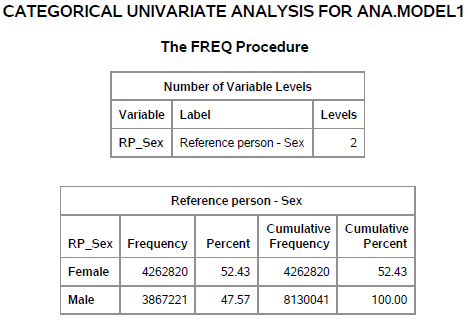 CATEGORICAL UNIVARIATE ANALYSIS FOR ANA.MODEL1
The FREQ Procedure
Number of Variable Levels
Variable Label Levels
RP_Sex Reference person - Sex 2
Reference person - Sex
RP_Sex Frequency Percent Cumulative Frequency Cumulative Percent
Female 4262820 52.43 4262820 52.43
Male 3867221 47.57 8130041 100.00